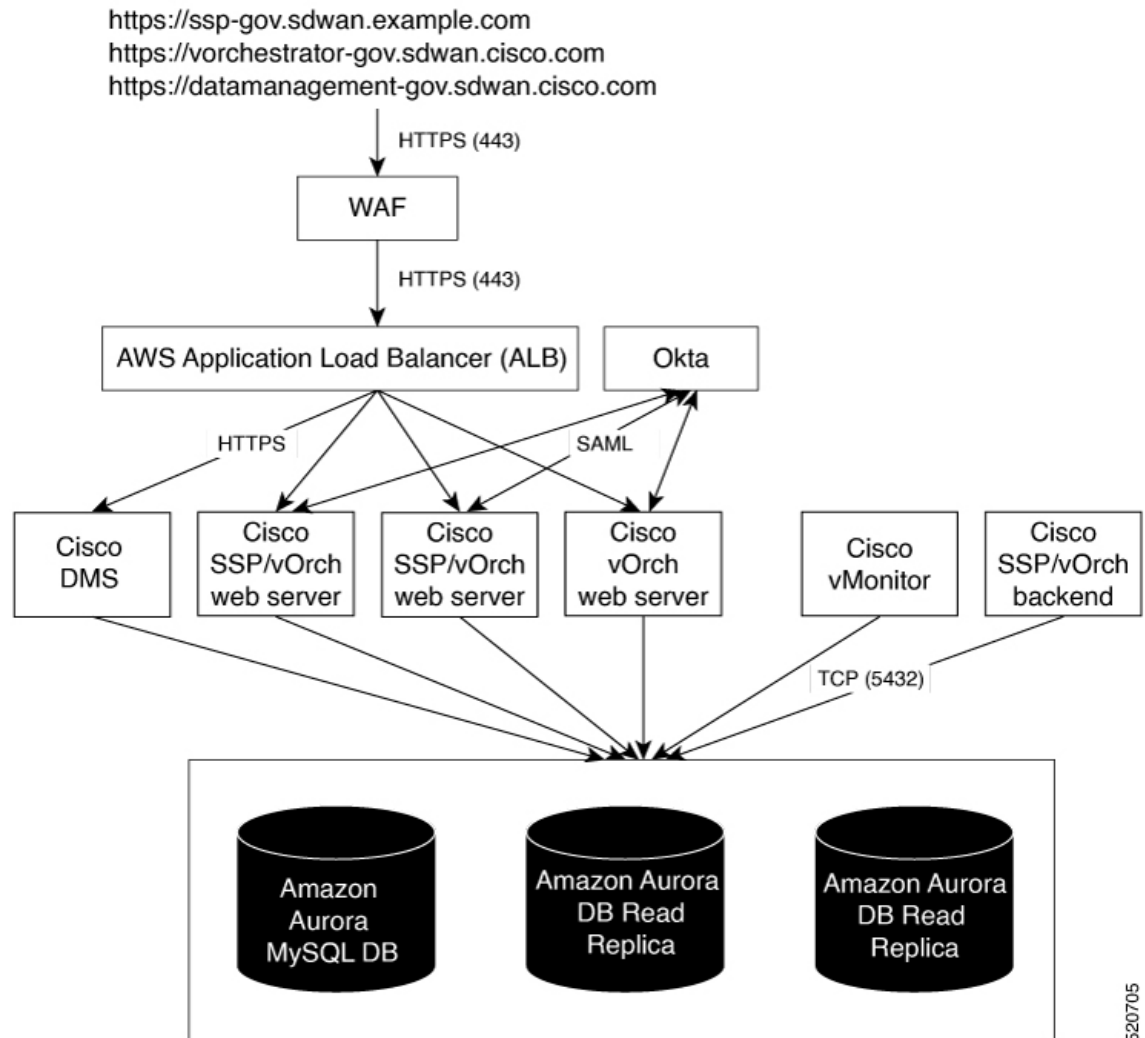 https://ssp-gov.sdwan.example.com
https://vorchestrator-gov.sdwan.cisco.com
https://datamanagement-gov.sdwan.cisco.com
HTTPS (443)
WAF
HTTPS (443)
AWS Application Load Balancer (ALB)
Okta
HTTPS
SAML
Cisco
DMS
Cisco
SSP/vOrch
web server
Cisco
SSP/vOrch
web server
Cisco
vOrch
web server
Cisco
vMonitor
Cisco
SSP/vOrch
backend
TCP (5432)
Amazon
Aurora
MySQL DB
Amazon Aurora
DB Read
Replica
Amazon Aurora
DB Read
Replica
520705